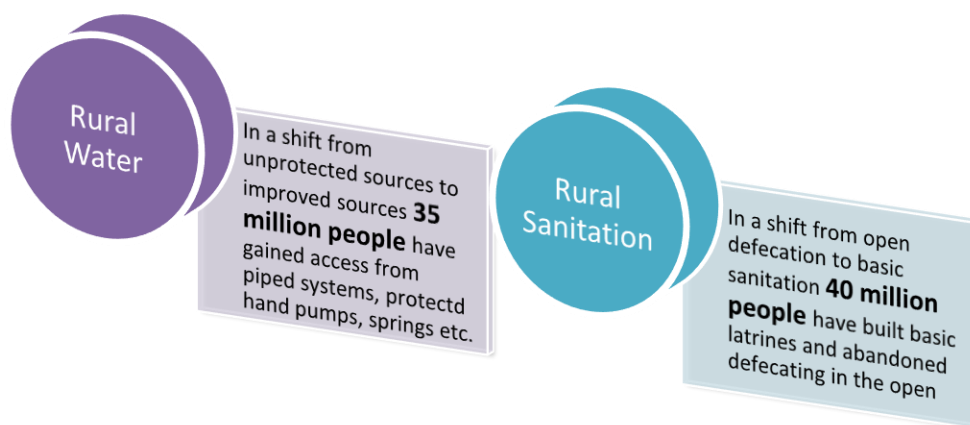 Rural
Water
In a shift from
unprotected sources to
improved sources 35
million people have
gained access from
piped systems, protectd
hand pumps, springs etc.
Rural
Sanitation
In a shift from open
defecation to basic
sanitation 40 million
people have built basic
latrines and abandoned
defecating in the open